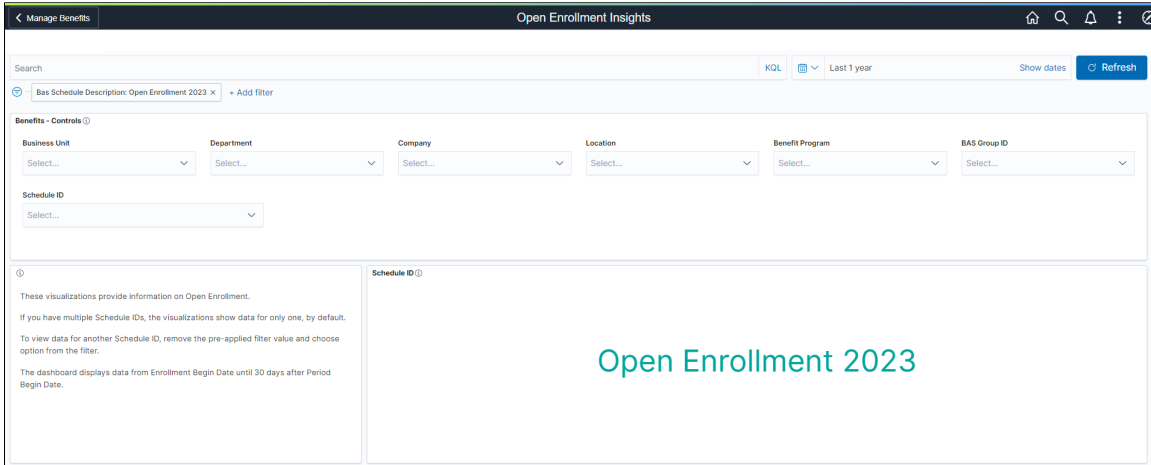 Manage Benefits
Open Enrollment Insights
Search
KQL
Last 1 year
Show dates
Refresh
Bas Schedule Description: Open Enrollment 2023 ×
+ Add filter
Benefits - Controls
Business Unit
Department
Company
Location
Benefit Program
BAS Group ID
Select...
Select...
Select...
Select...
Select...
Select...
Schedule ID
Select...
These visualizations provide information on Open Enrollment.
If you have multiple Schedule IDs, the visualizations show data for only one, by default.
To view data for another Schedule ID, remove the pre-applied filter value and choose
option from the filter.
The dashboard displays data from Enrollment Begin Date until 30 days after Period
Begin Date.
Schedule ID
Open Enrollment 2023